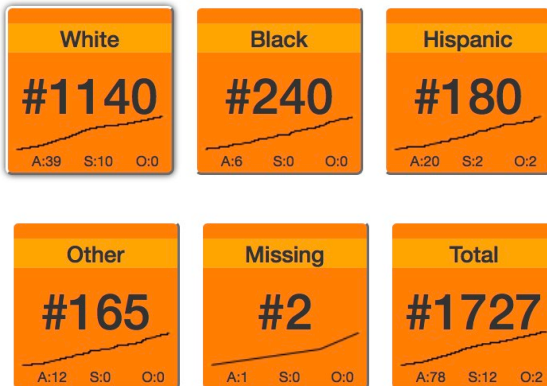 White Black Hispanic
#1140 #240 #180
A:39 S:10 O:0 A:6 S:0 O:0 A:20 S:2 O:2
Other Missing Total
#165 #2 #1727
A:12 S:0 O:0 A:1 S:0 O:0 A:78 S:12 O:2